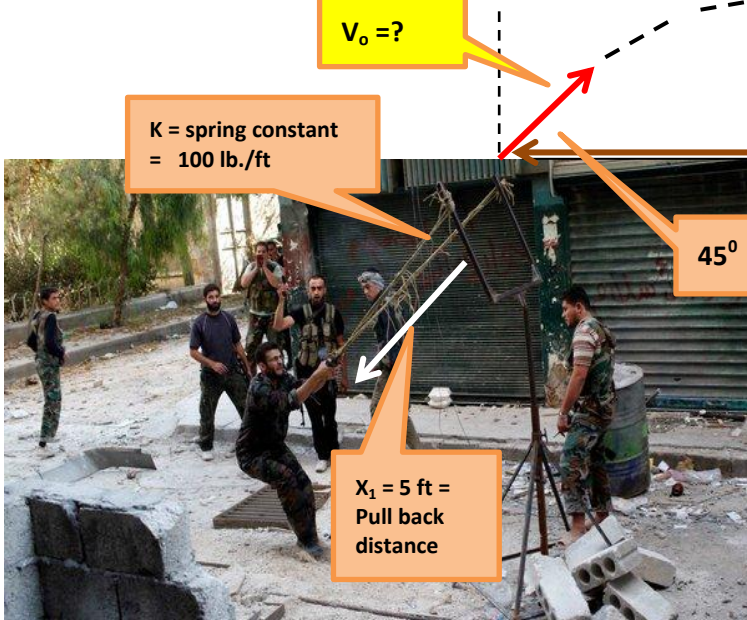 V₀ =?
K = spring constant
= 100 lb./ft
45⁰
X₁ = 5 ft =
Pull back
distance